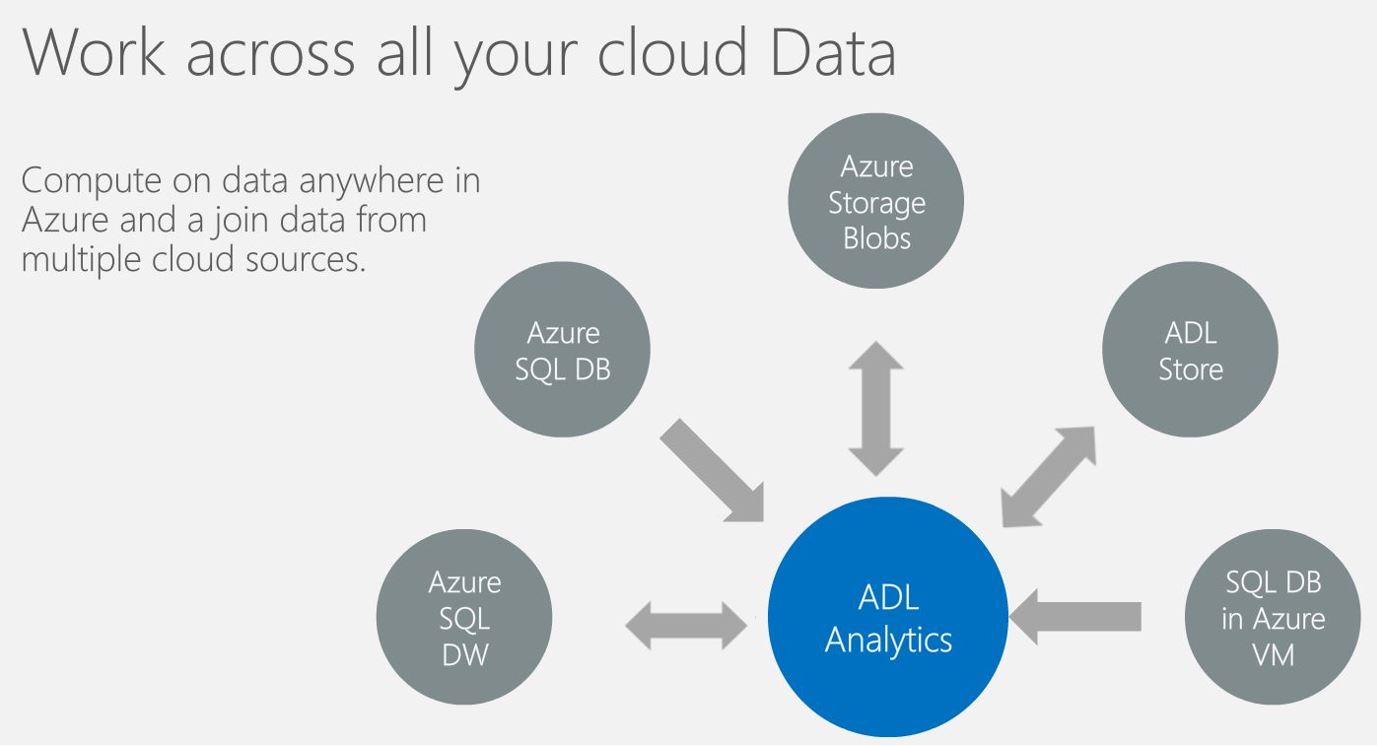 Work across all your cloud Data
Compute on data anywhere in
Azure and a join data from
multiple cloud sources.
Azure
Storage
Blobs
Azure
SQL DB
ADL
Store
Azure
SQL
DW
ADL
Analytics
SQL DB
in Azure
VM